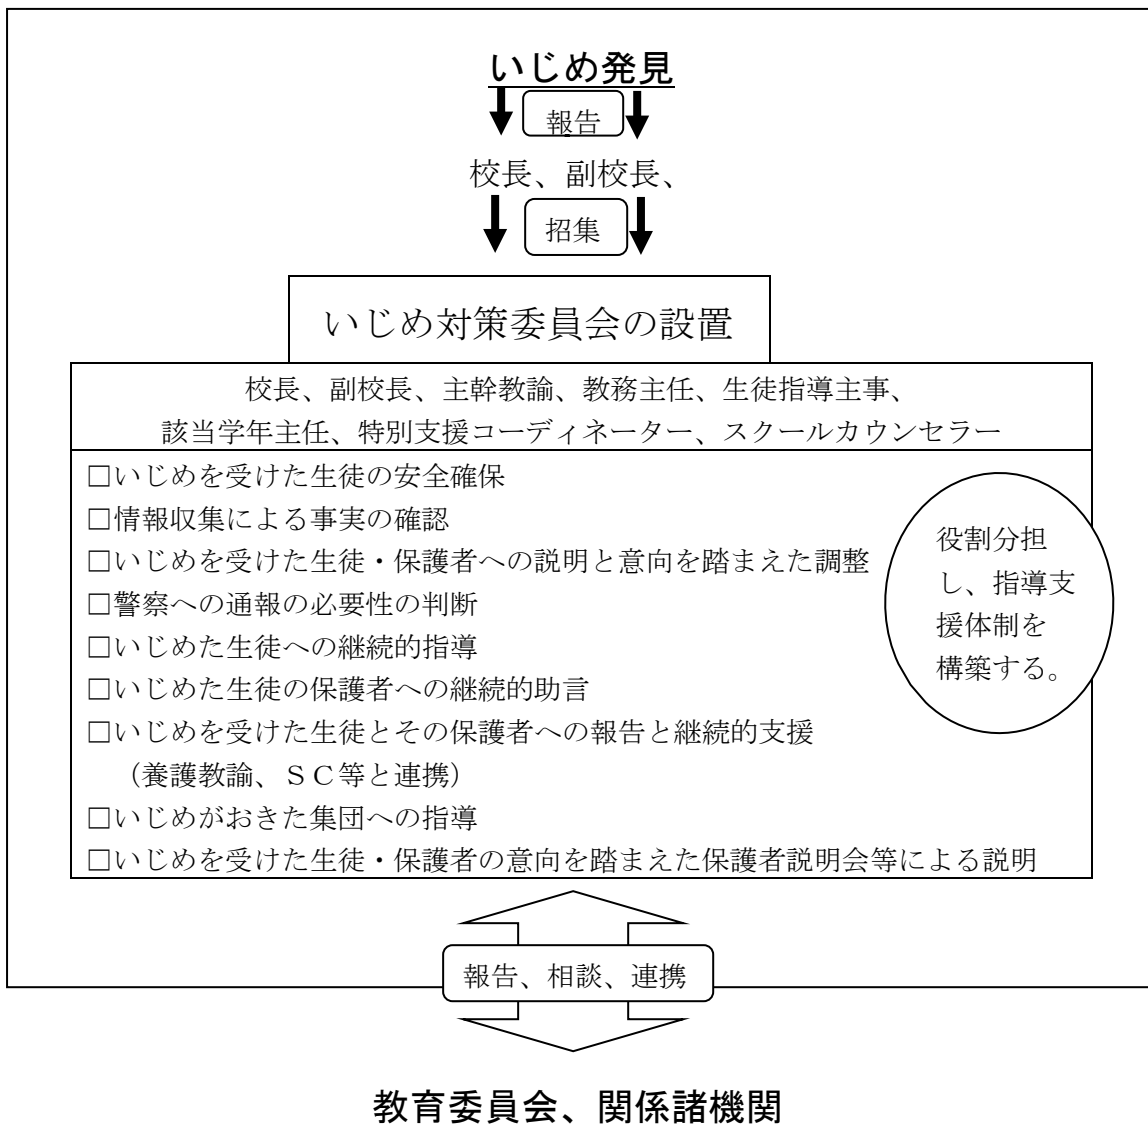 いじめ発見
報告
校長、副校長、
招集
いじめ対策委員会の設置
校長、副校長、主幹教諭、教務主任、生徒指導主事、
該当学年主任、特別支援コーディネーター、スクールカウンセラー
□いじめを受けた生徒の安全確保
□情報収集による事実の確認
□いじめを受けた生徒・保護者への説明と意向を踏まえた調整
□警察への通報の必要性の判断
□いじめた生徒への継続的指導
□いじめた生徒の保護者への継続的助言
□いじめを受けた生徒とその保護者への報告と継続的支援
（養護教諭、ＳＣ等と連携）
□いじめがおきた集団への指導
□いじめを受けた生徒・保護者の意向を踏まえた保護者説明会等による説明
役割分担
し、指導支
援体制を
構築する。
報告、相談、連携
教育委員会、関係諸機関